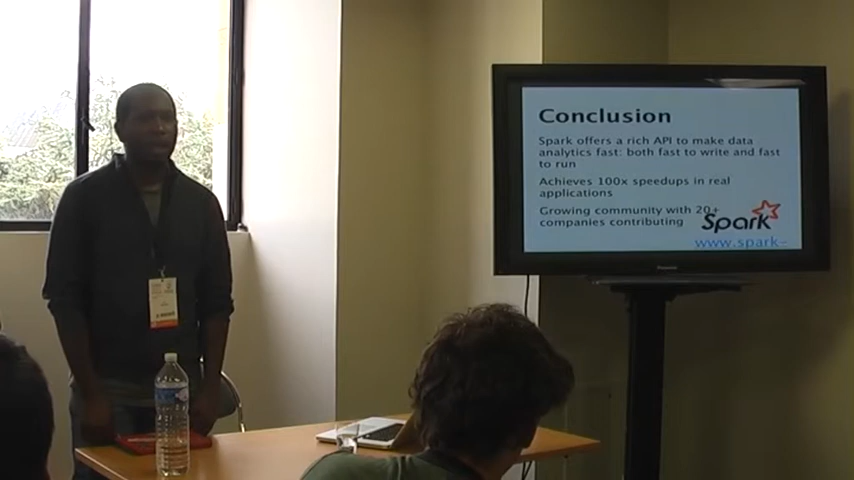 Conclusion
Spark offers a rich API to make data
analytics fast: both fast to write and fast
to run
Achieves 100x speedups in real
applications
Growing community with 20+
companies contributing
Spark
www.spark-
Panasonic